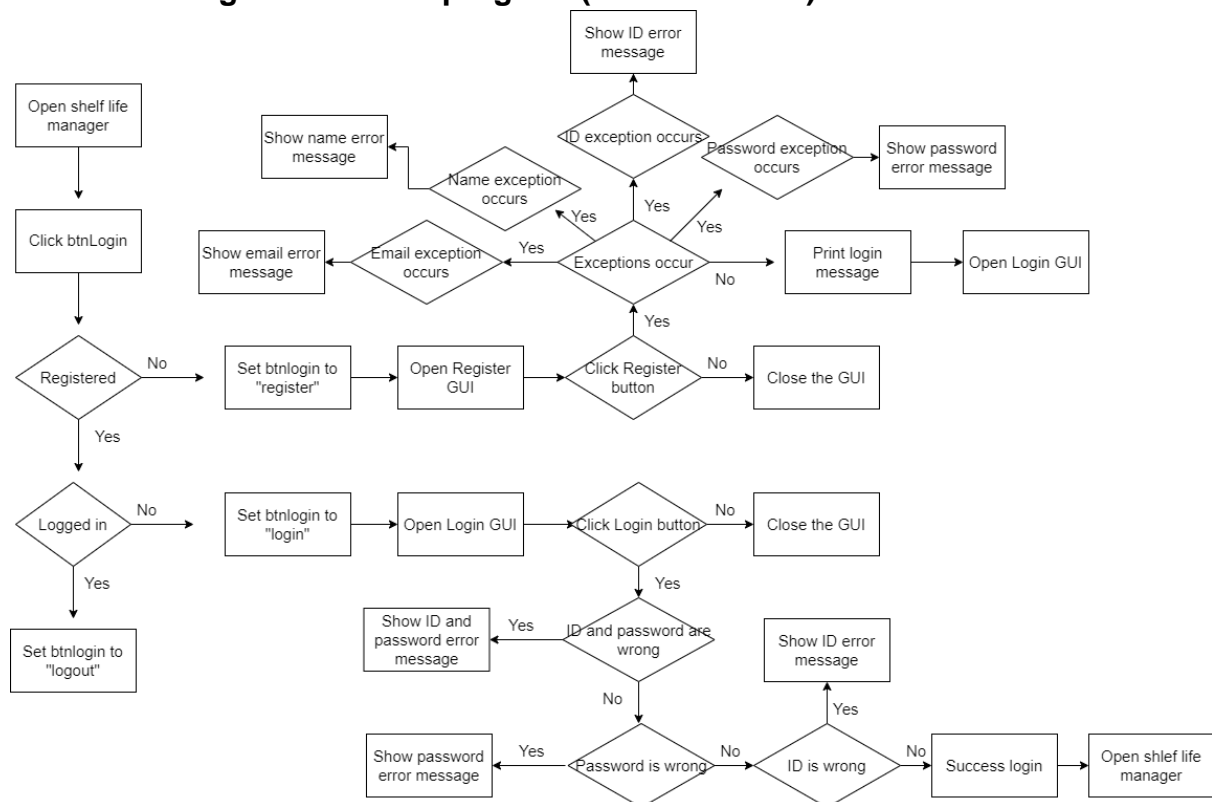 Show ID error
message
Open shelf life
manager
Show name error
message
ID exception occurs
Password exception
occurs
Show password
error message
Name exception
occurs
Yes
Yes
Yes
Click btnLogin
Show email error
message
Email exception
occurs
Yes
Exceptions occur
No
Print login
message
Open Login GUI
Yes
Registered
No
Set btnlogin to
"register"
Open Register
GUI
Click Register
button
No
Close the GUI
Yes
Logged in
No
Set btnlogin to
"login"
Open Login GUI
Click Login button
No
Close the GUI
Yes
Yes
Set btnlogin to
"logout"
Show ID and
password error
message
Yes
ID and password are
wrong
Show ID error
message
No
Yes
Show password
error message
Yes
Password is wrong
No
ID is wrong
No
Success login
Open shlef life
manager